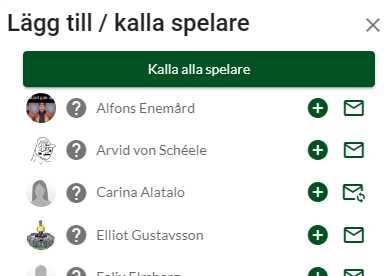 Lägg till / kalla spelare
Kalla alla spelare
Alfons Enemård
Arvid von Schéele
Carina Alatalo
Elliot Gustavsson